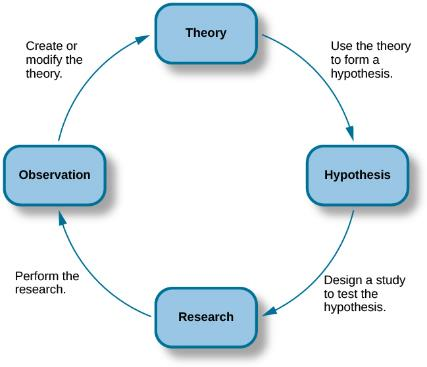 Theory
Use the theory
to form a
hypothesis.
Hypothesis
Design a study
to test the
hypothesis.
Research
Perform the
research.
Observation
Create or
modify the
theory.